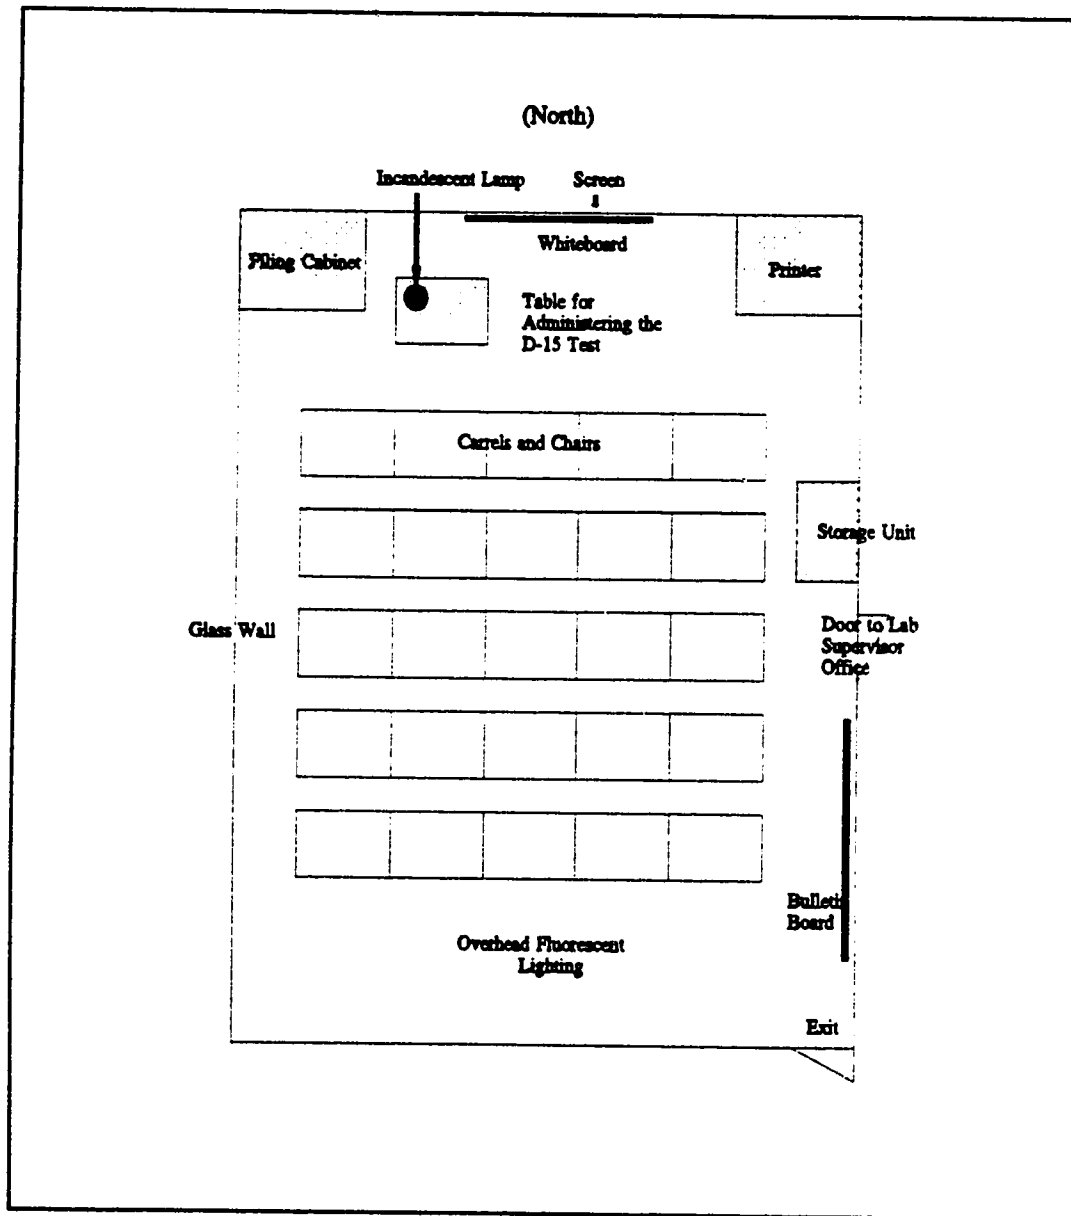 (North)
Incandescent Lamp
Screen
Whiteboard
Filing Cabinet
Printer
Table for
Administering the
D-15 Test
Carrels and Chairs
Storage Unit
Glass Wall
Door to Lab
Supervisor
Office
Bulletin
Board
Overhead Fluorescent
Lighting
Exit